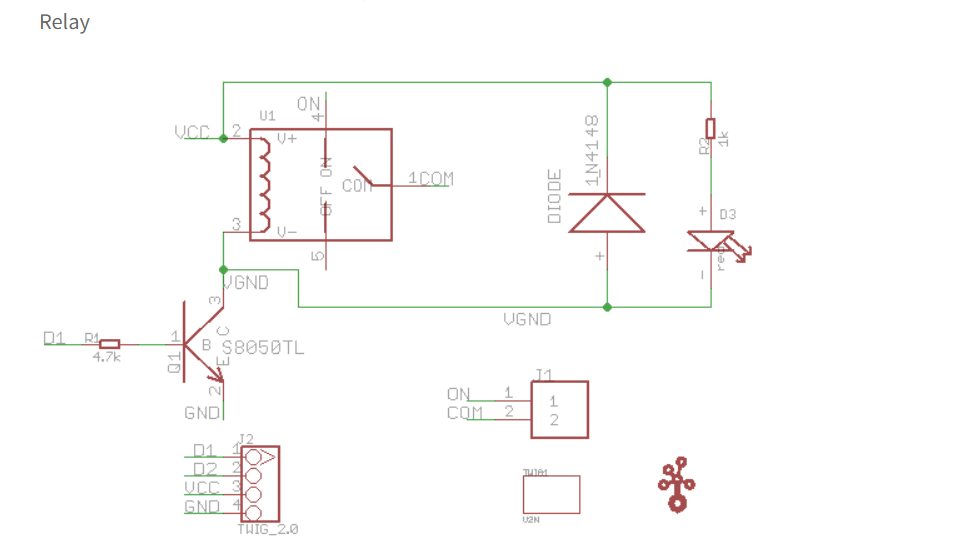 Relay
ON
4
U1
VCC
2
V+
OFF ON
COM
1COM
3
V-
5
VGND
DIODE
1N4148
+
R2
1k
+
D3
red
-
VGND
D1
R1
4.7k
1
Q1
B
3
C
E
2
S8050TL
GND
J1
ON 1 1
COM 2 2
J2
D1 1
D2 2
VCC 3
GND 4
TWIG_2.0